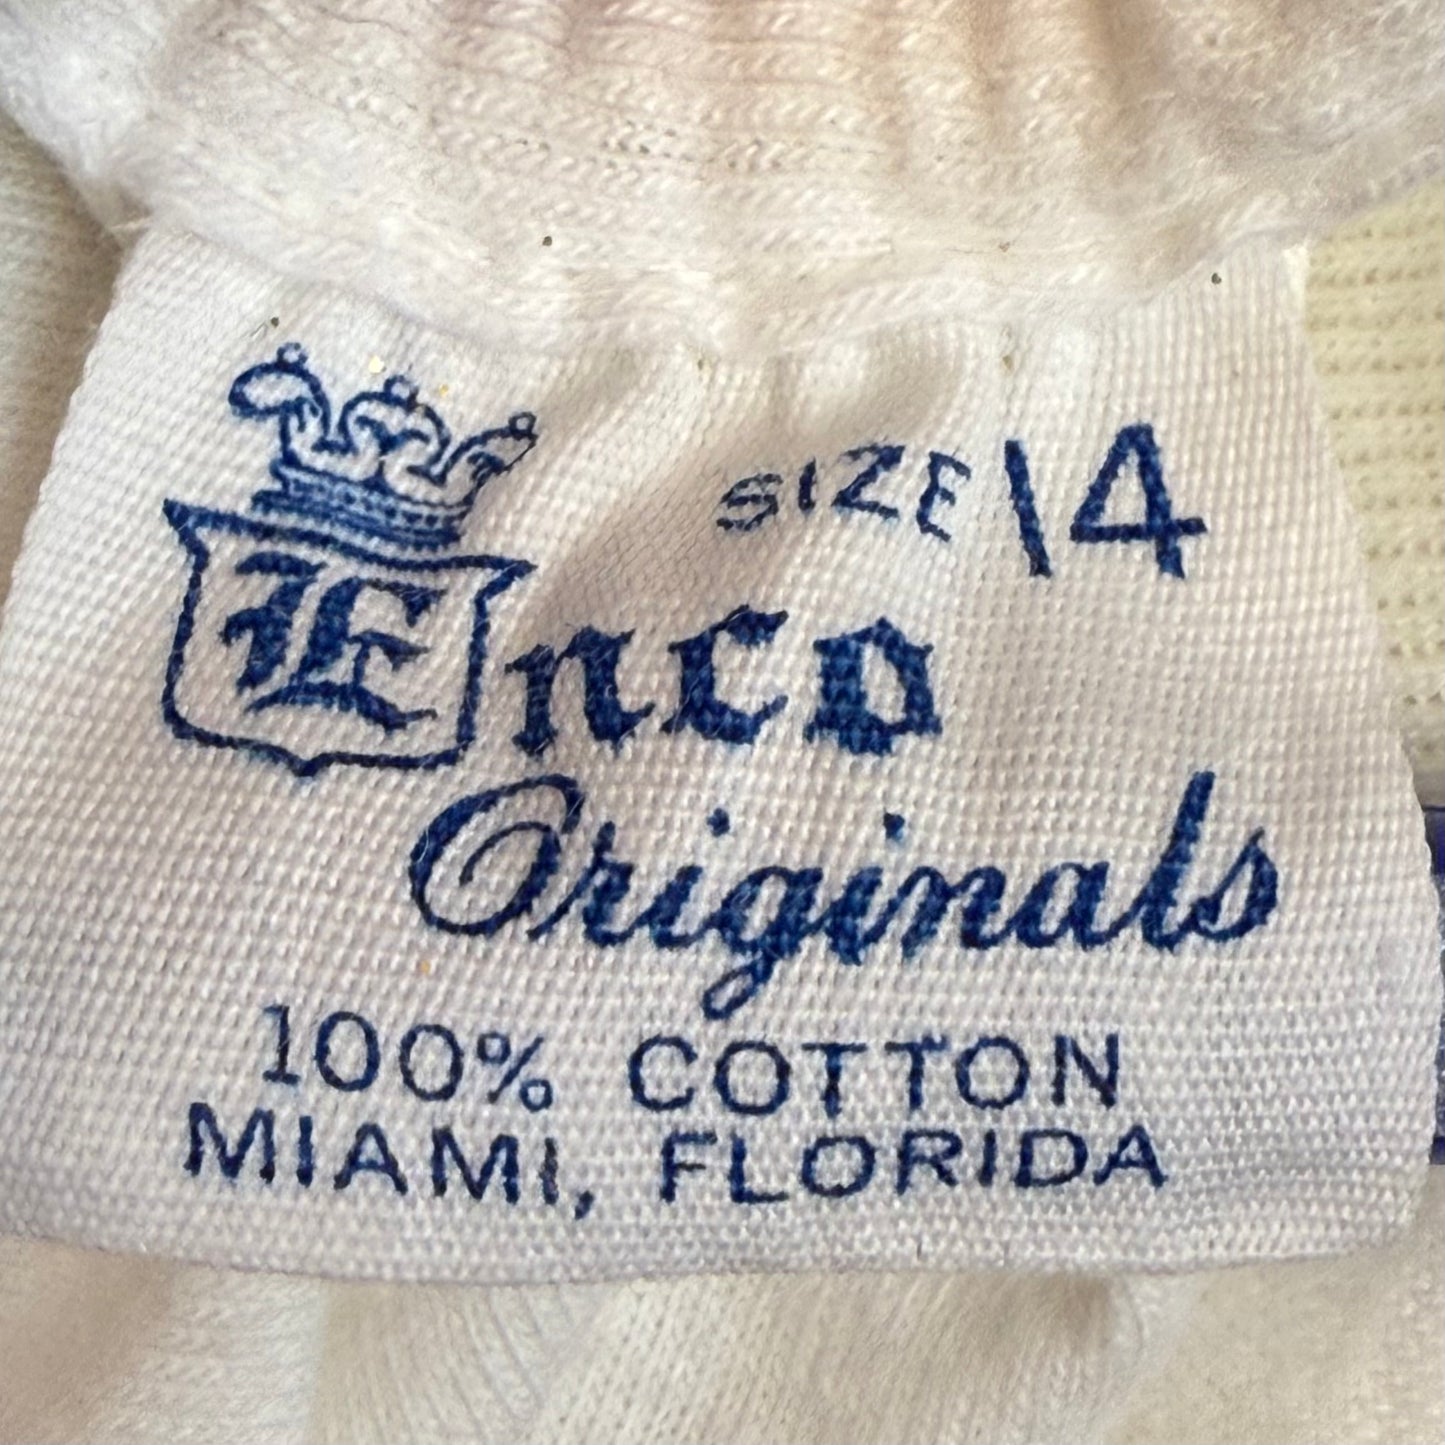 SIZE 14
Enco
Originals
100% COTTON
MIAMI, FLORIDA